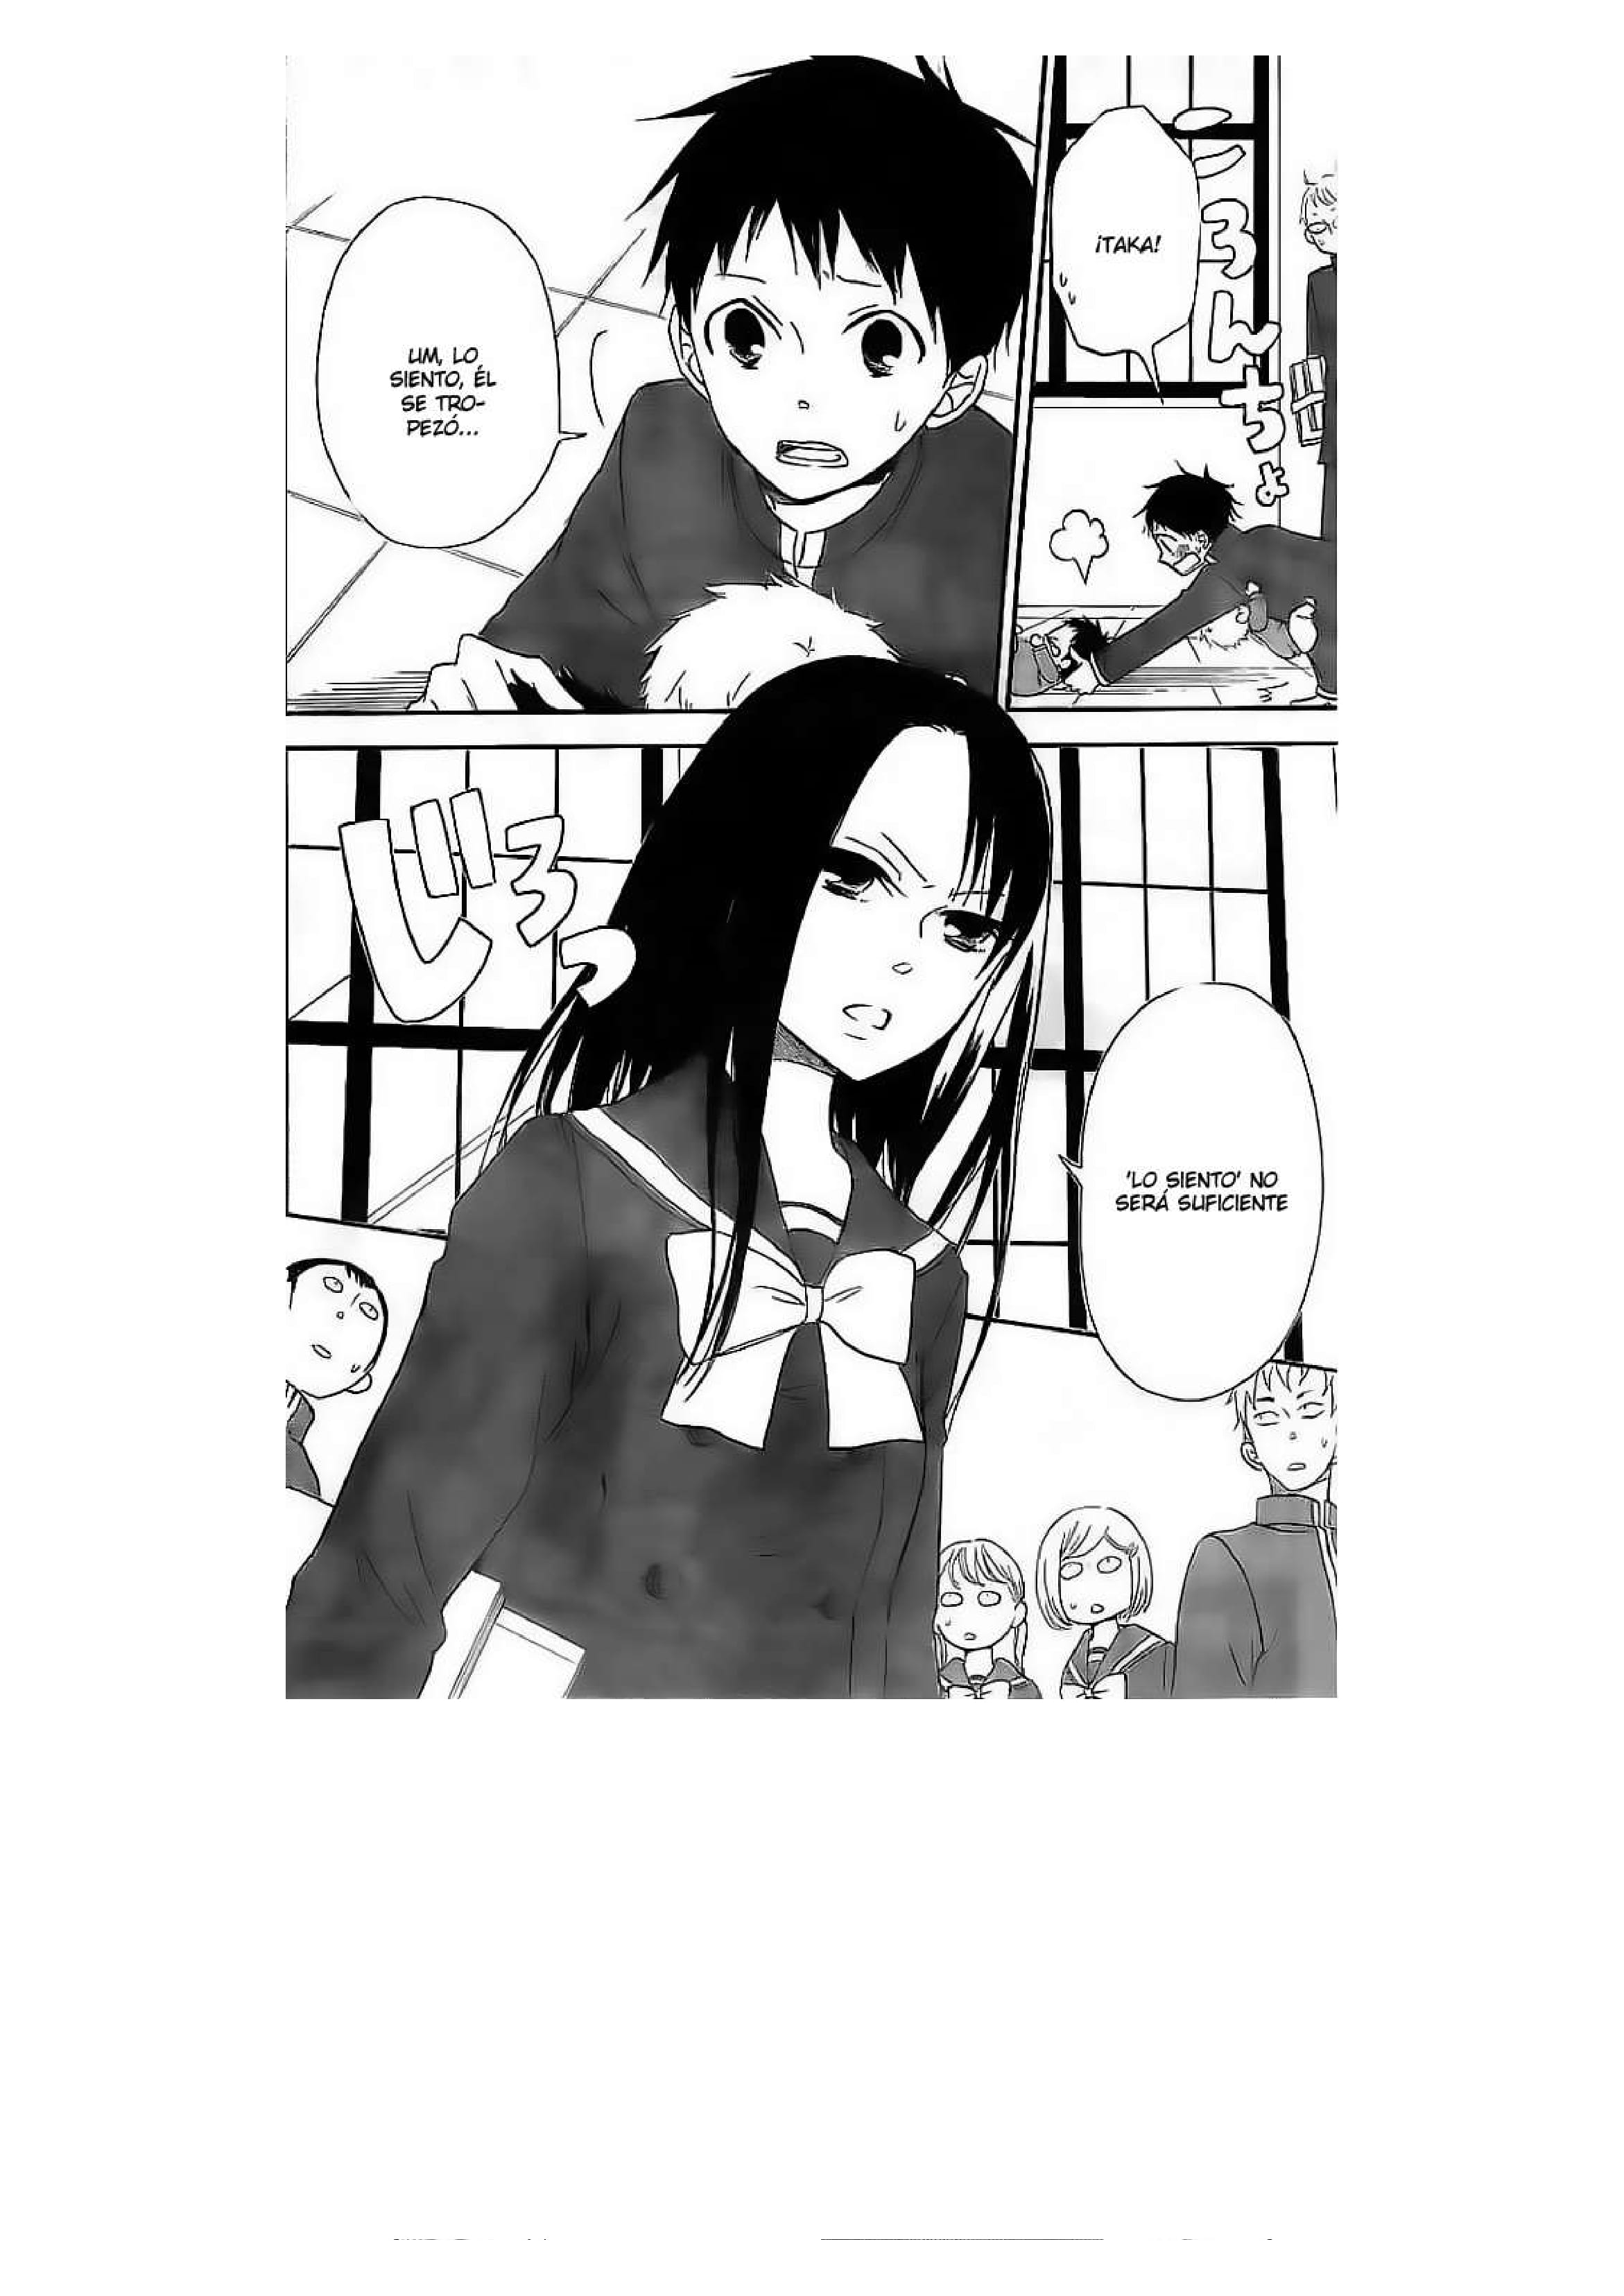 ¡TAKA!
ころんちょ
UM, LO
SIENTO, ÉL
SE TRO-
PEZÓ...
じろっ
'LO SIENTO' NO
SERÁ SUFICIENTE